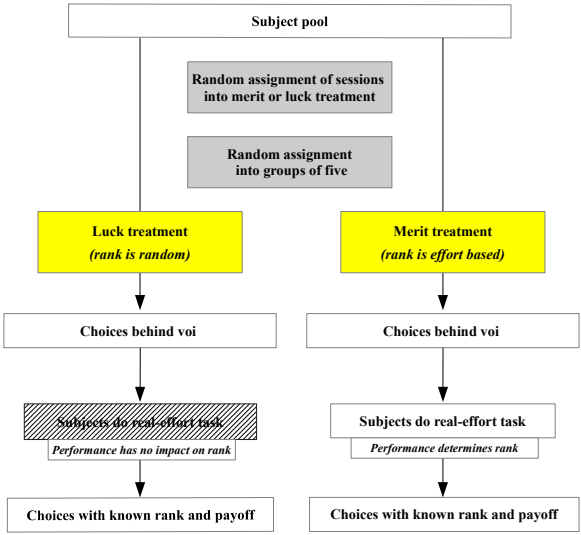 Subject pool
Random assignment of sessions
into merit or luck treatment
Random assignment
into groups of five
Luck treatment
(rank is random)
Merit treatment
(rank is effort based)
Choices behind voi
Choices behind voi
Subjects do real-effort task
Performance has no impact on rank
Subjects do real-effort task
Performance determines rank
Choices with known rank and payoff
Choices with known rank and payoff